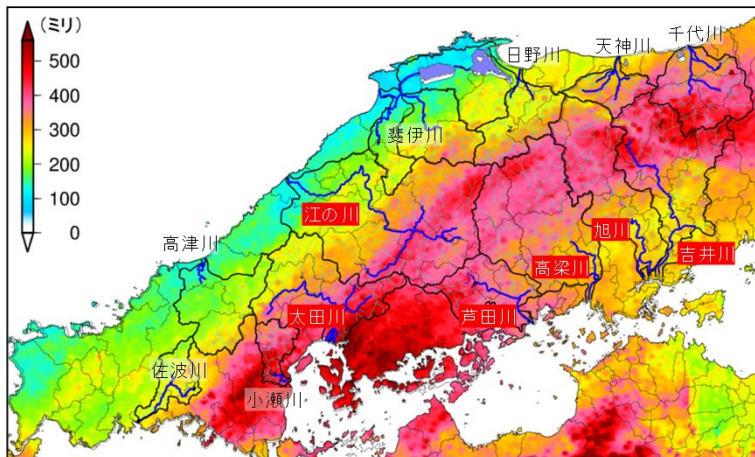 (ミリ)
500
400
300
200
100
0
千代川
天神川
日野川
斐伊川
江の川
高津川
旭川
吉井川
高梁川
太田川
芦田川
佐波川
小瀬川